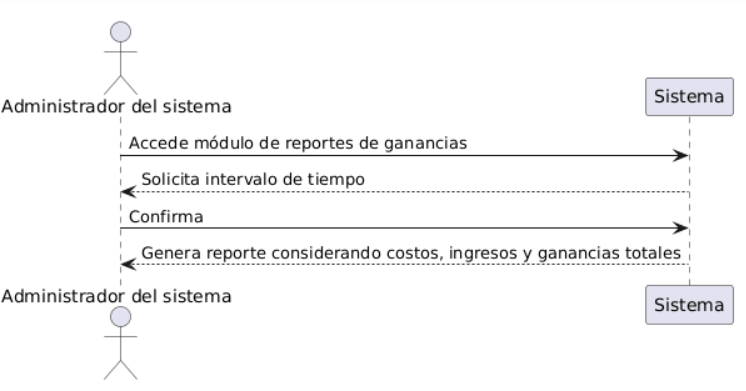 Administrador del sistema
Sistema
Accede módulo de reportes de ganancias
Solicita intervalo de tiempo
Confirma
Genera reporte considerando costos, ingresos y ganancias totales
Administrador del sistema
Sistema